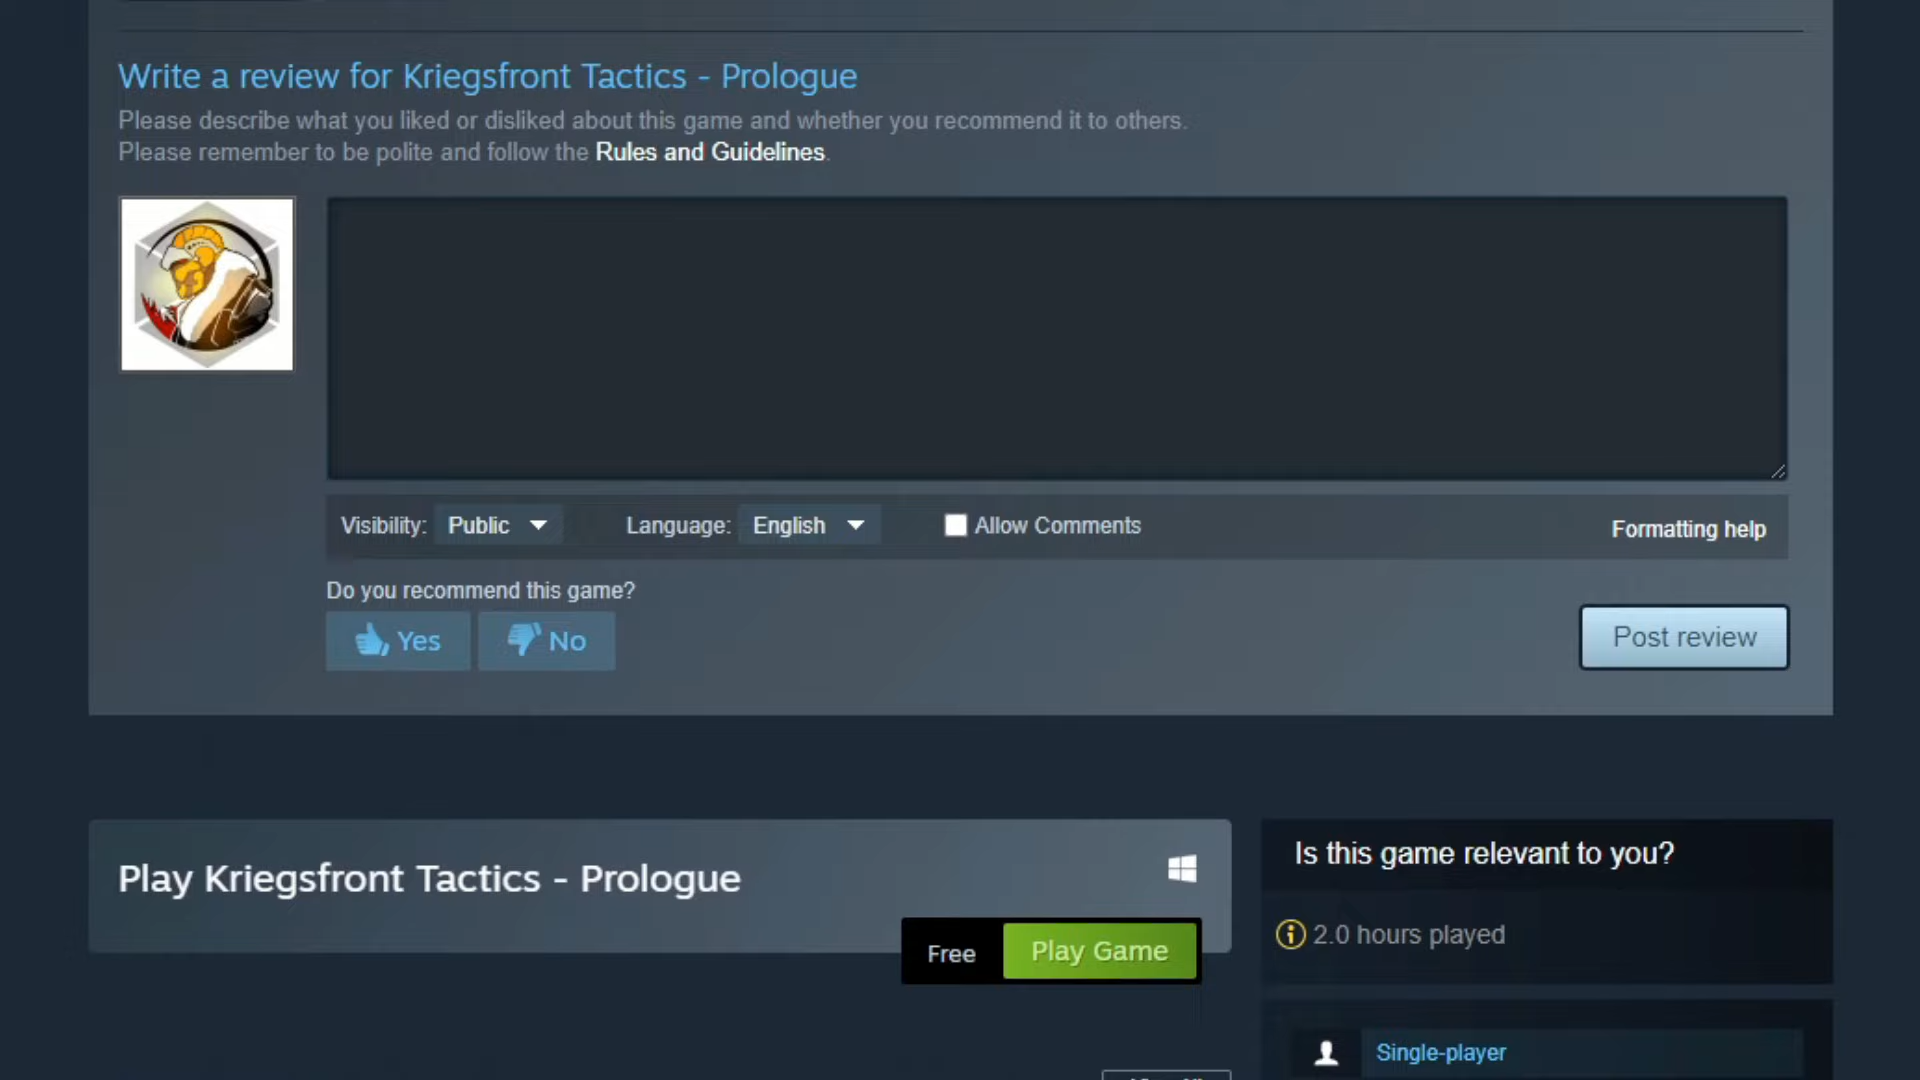 Write a review for Kriegsfront Tactics - Prologue
Please describe what you liked or disliked about this game and whether you recommend it to others.
Please remember to be polite and follow the Rules and Guidelines.
Visibility: Public
Language: English
Allow Comments
Formatting help
Do you recommend this game?
Yes
No
Post review
Play Kriegsfront Tactics - Prologue
Free
Play Game
Is this game relevant to you?
2.0 hours played
Single-player